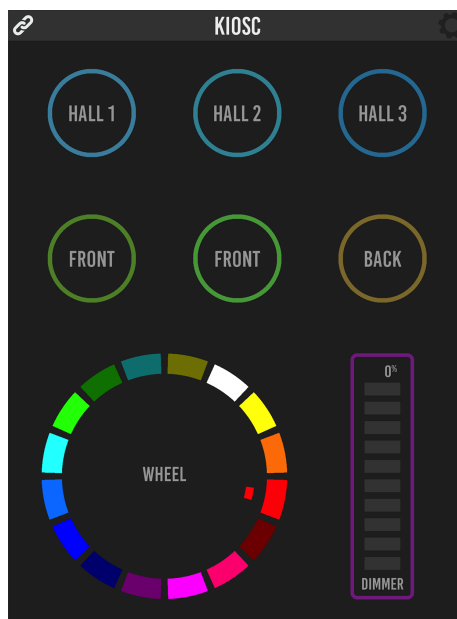 KIOSC
HALL 1
HALL 2
HALL 3
FRONT
FRONT
BACK
0%
WHEEL
DIMMER